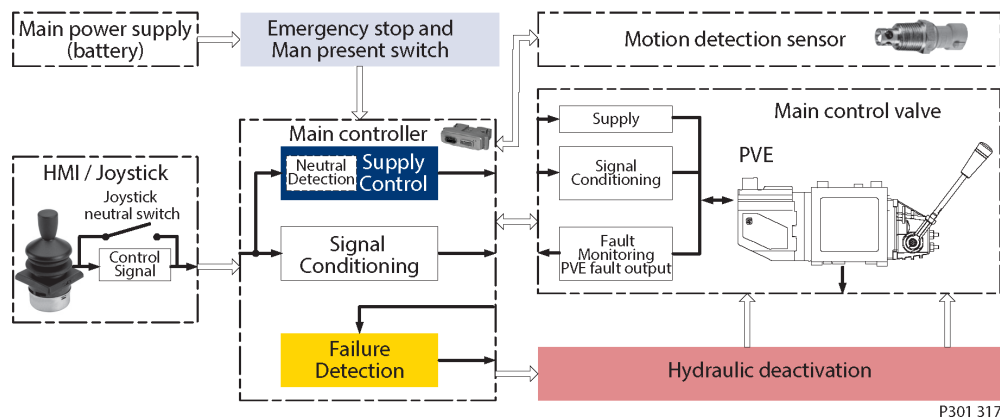 Main power supply
(battery)
Emergency stop and
Man present switch
Motion detection sensor
Main controller
Neutral
Detection
Supply
Control
Signal
Conditioning
Failure
Detection
HMI / Joystick
Joystick
neutral switch
Control
Signal
Main control valve
Supply
Signal
Conditioning
Fault
Monitoring
PVE fault output
PVE
Hydraulic deactivation
P301 317